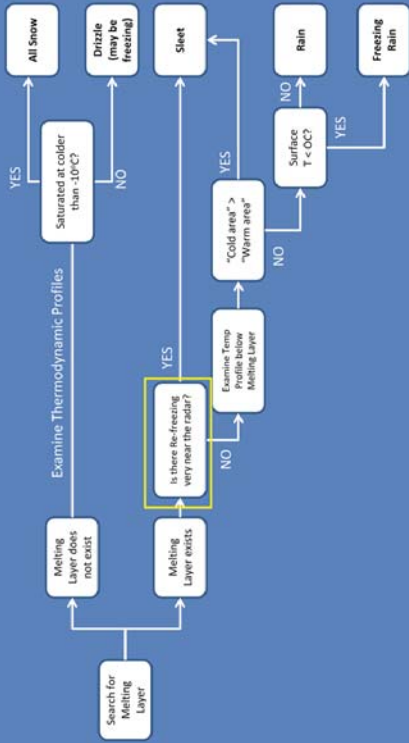 Search for
Melting
Layer
Melting
Layer does
not exist
Examine Thermodynamic Profiles
Saturated at colder
than -10°C?
YES
All Snow
NO
Drizzle
(may be
freezing)
Melting
Layer exists
Is there Re-freezing
very near the radar?
YES
Sleet
NO
Examine Temp
Profile below
Melting Layer
"Cold area" >
"Warm area"
YES
NO
Surface
T < 0C?
NO
Rain
YES
Freezing
Rain